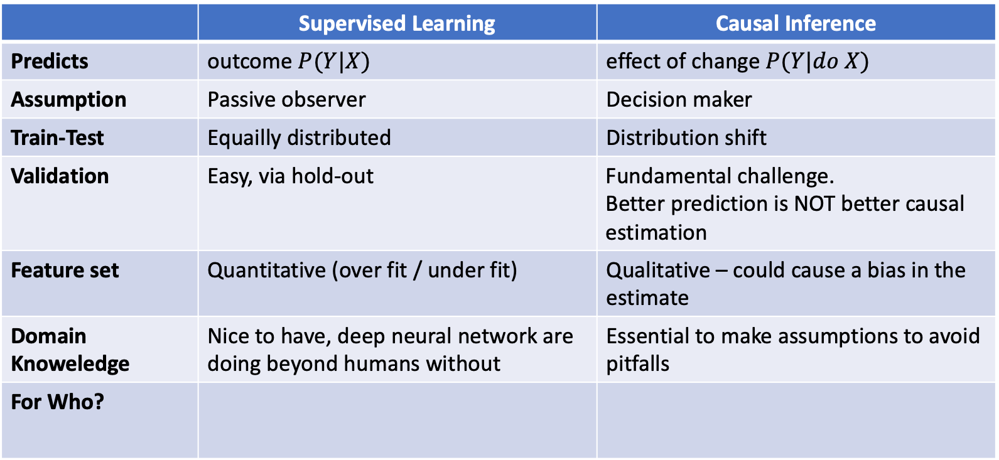 Supervised Learning
Causal Inference
Predicts
outcome P(Y|X)
effect of change P(Y|do X)
Assumption
Passive observer
Decision maker
Train-Test
Equailly distributed
Distribution shift
Validation
Easy, via hold-out
Fundamental challenge.
Better prediction is NOT better causal
estimation
Feature set
Quantitative (over fit / under fit)
Qualitative – could cause a bias in the
estimate
Domain
Knoweledge
Nice to have, deep neural network are
doing beyond humans without
Essential to make assumptions to avoid
pitfalls
For Who?